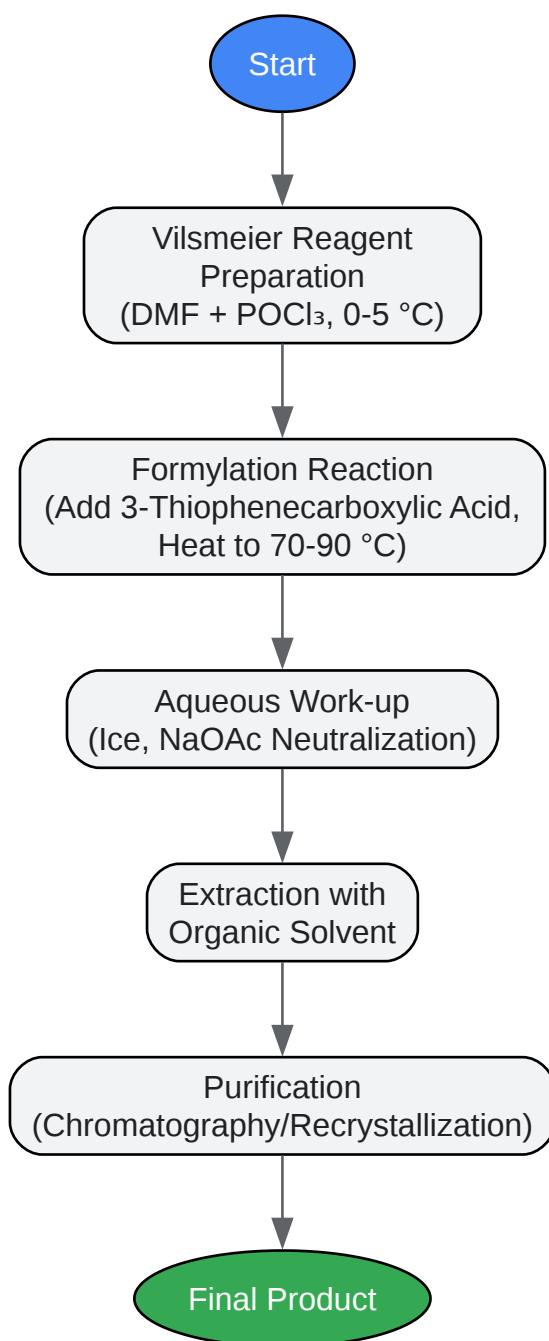 Start
Vilsmeier Reagent
Preparation
(DMF + POCl₃, 0-5 °C)
Formylation Reaction
(Add 3-Thiophenecarboxylic Acid,
Heat to 70-90 °C)
Aqueous Work-up
(Ice, NaOAc Neutralization)
Extraction with
Organic Solvent
Purification
(Chromatography/Recrystallization)
Final Product